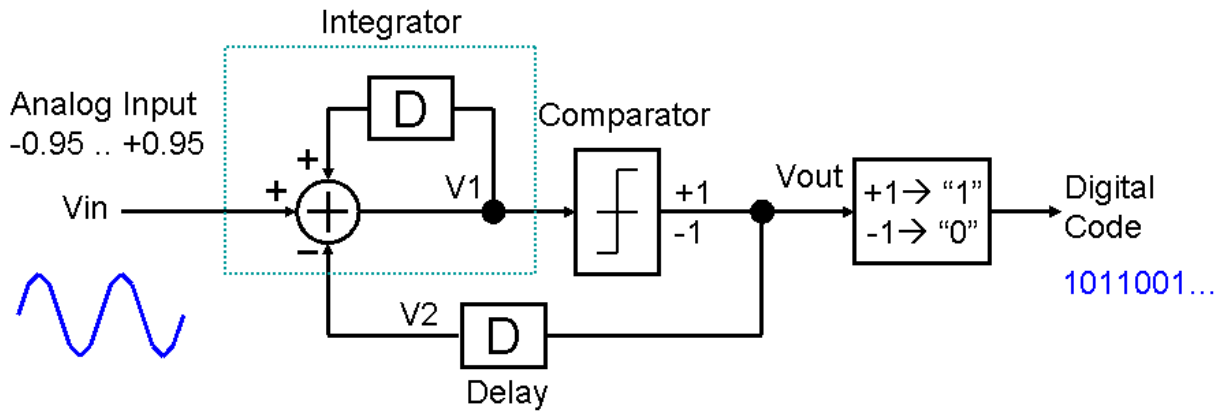 Integrator
Analog Input
-0.95 .. +0.95
D
Comparator
+
+
V1
Vin
+
−
+1
-1
Vout
+1→ “1”
-1→ “0”
Digital
Code
1011001...
V2
D
Delay